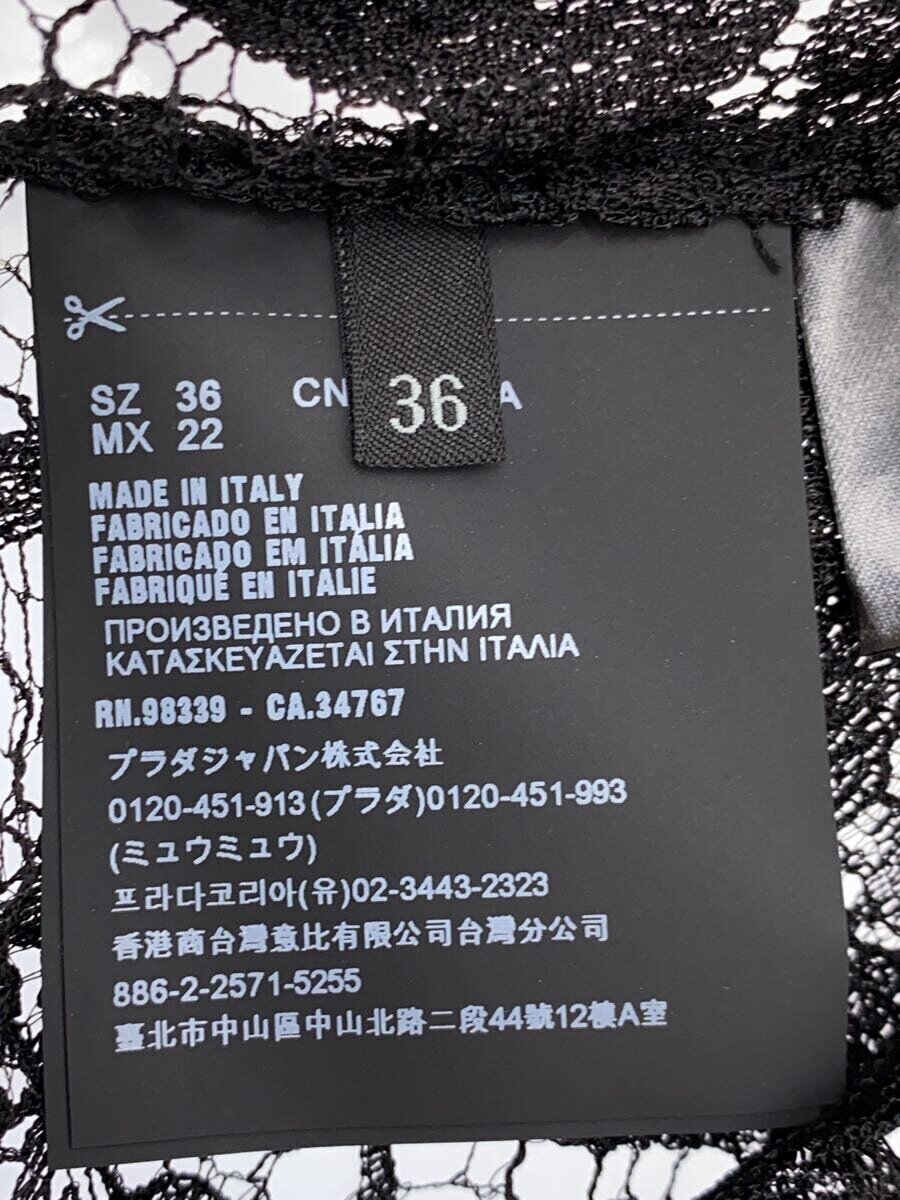 SZ 36 CN A
MX 22
36
MADE IN ITALY
FABRICADO EN ITALIA
FABRICADO EM ITÁLIA
FABRIQUÉ EN ITALIE
ПРОИЗВЕДЕНО В ИТАЛИЯ
ΚΑΤΑΣΚΕΥΑΖΕΤΑΙ ΣΤΗΝ ΙΤΑΛΙΑ
RN.98339 - CA.34767
プラダジャパン株式会社
0120-451-913(プラダ)0120-451-993
(ミュウミュウ)
프라다코리아(유)02-3443-2323
香港商台灣意比有限公司台灣分公司
886-2-2571-5255
臺北市中山區中山北路二段44號12樓A室